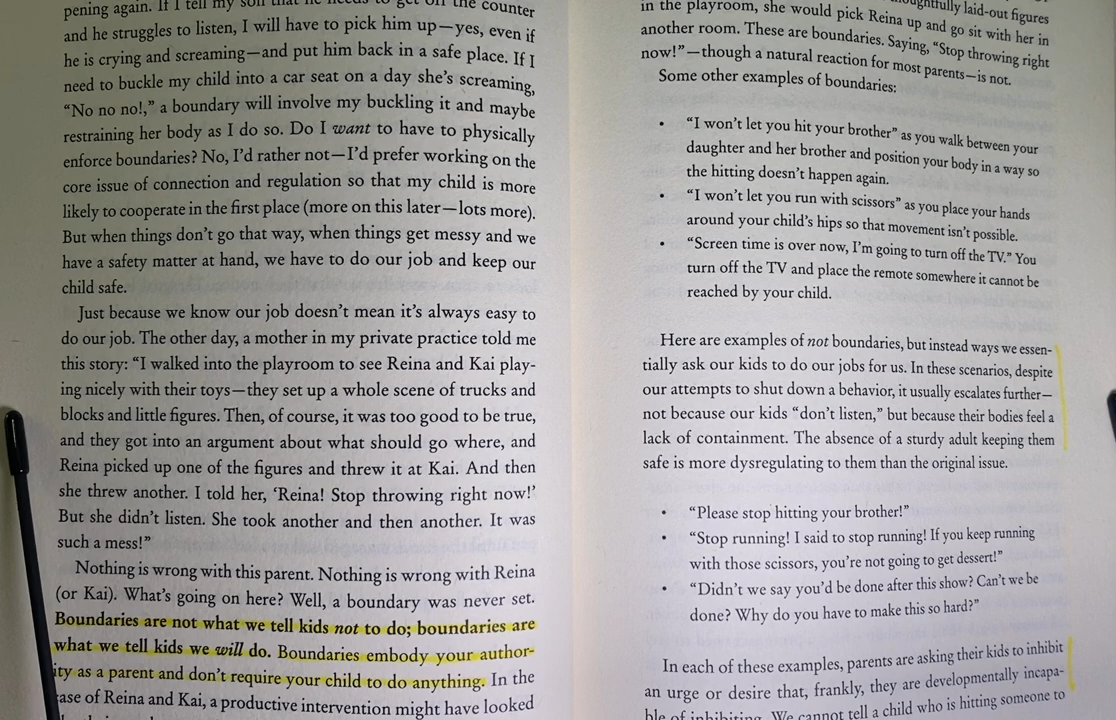 pening again. If I tell my son that he needs to get off the counter
and he struggles to listen, I will have to pick him up—yes, even if
he is crying and screaming—and put him back in a safe place. If I
need to buckle my child into a car seat on a day she’s screaming,
“No no no!,” a boundary will involve my buckling it and maybe
restraining her body as I do so. Do I want to have to physically
enforce boundaries? No, I’d rather not—I’d prefer working on the
core issue of connection and regulation so that my child is more
likely to cooperate in the first place (more on this later—lots more).
But when things don’t go that way, when things get messy and we
have a safety matter at hand, we have to do our job and keep our
child safe.
Just because we know our job doesn’t mean it’s always easy to
do our job. The other day, a mother in my private practice told me
this story: “I walked into the playroom to see Reina and Kai play-
ing nicely with their toys—they set up a whole scene of trucks and
blocks and little figures. Then, of course, it was too good to be true,
and they got into an argument about what should go where, and
Reina picked up one of the figures and threw it at Kai. And then
she threw another. I told her, ‘Reina! Stop throwing right now!’
But she didn’t listen. She took another and then another. It was
such a mess!”
Nothing is wrong with this parent. Nothing is wrong with Reina
(or Kai). What’s going on here? Well, a boundary was never set.
Boundaries are not what we tell kids not to do; boundaries are
what we tell kids we will do. Boundaries embody your author-
ity as a parent and don’t require your child to do anything. In the
case of Reina and Kai, a productive intervention might have looked
thoughtfully laid-out figures
in the playroom, she would pick Reina up and go sit with her in
another room. These are boundaries. Saying, “Stop throwing right
now!”—though a natural reaction for most parents—is not.
Some other examples of boundaries:
• “I won’t let you hit your brother” as you walk between your
daughter and her brother and position your body in a way so
the hitting doesn’t happen again.
• “I won’t let you run with scissors” as you place your hands
around your child’s hips so that movement isn’t possible.
• “Screen time is over now, I’m going to turn off the TV.” You
turn off the TV and place the remote somewhere it cannot be
reached by your child.
Here are examples of not boundaries, but instead ways we essen-
tially ask our kids to do our jobs for us. In these scenarios, despite
our attempts to shut down a behavior, it usually escalates further—
not because our kids “don’t listen,” but because their bodies feel a
lack of containment. The absence of a sturdy adult keeping them
safe is more dysregulating to them than the original issue.
• “Please stop hitting your brother!”
• “Stop running! I said to stop running! If you keep running
with those scissors, you’re not going to get dessert!”
• “Didn’t we say you’d be done after this show? Can’t we be
done? Why do you have to make this so hard?”
In each of these examples, parents are asking their kids to inhibit
an urge or desire that, frankly, they are developmentally incapa-
ble of inhibiting. We cannot tell a child who is hitting someone to